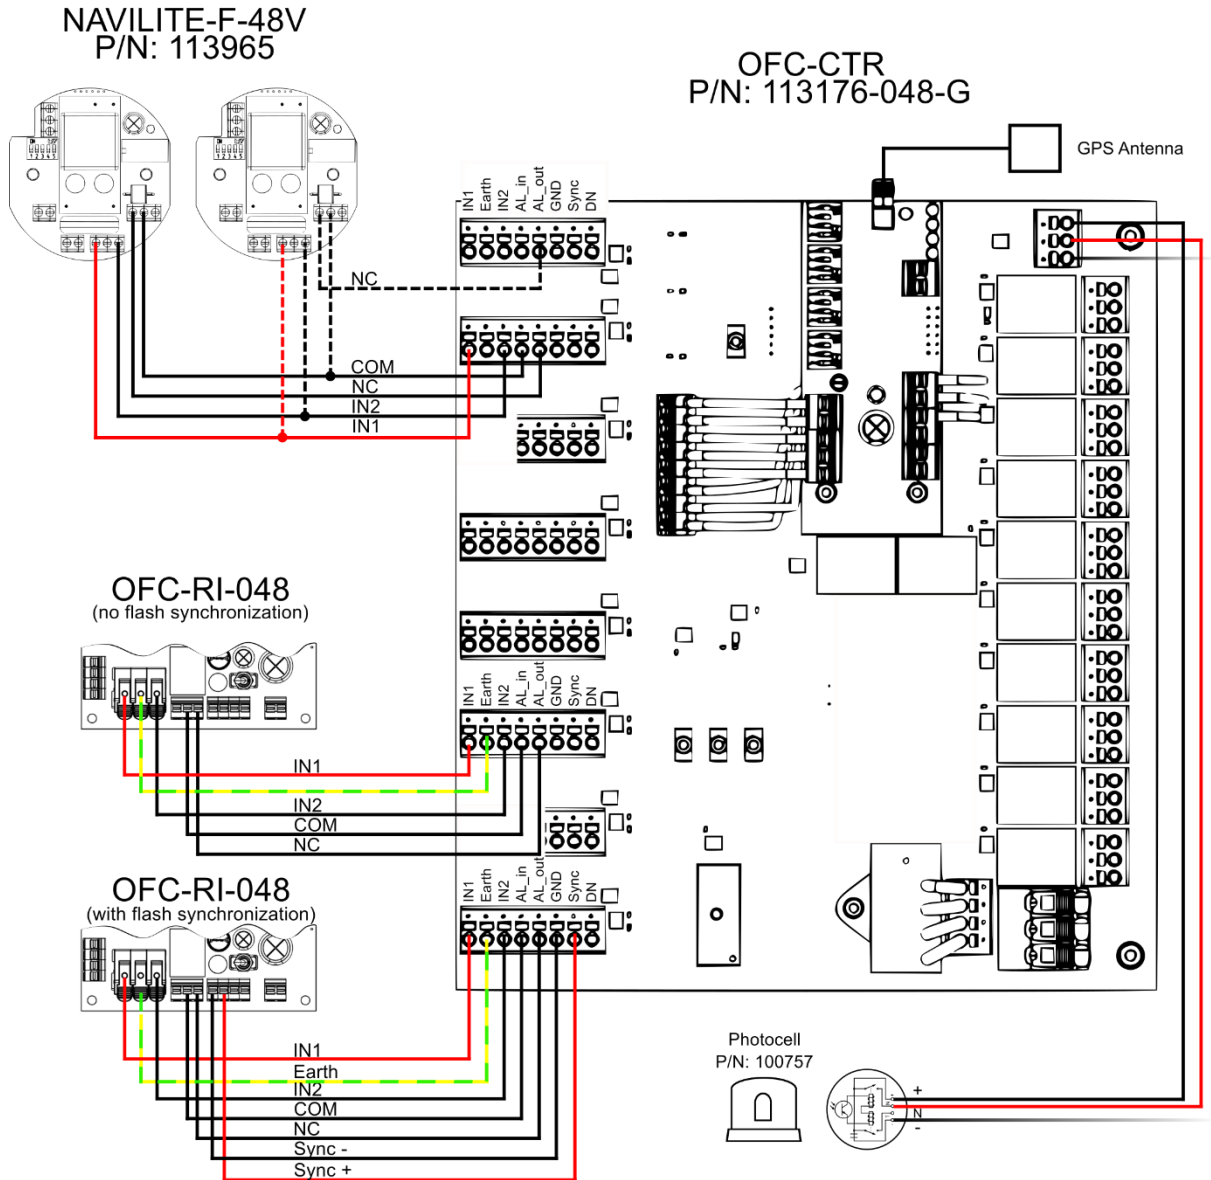 NAVILITE-F-48V
P/N: 113965
OFC-CTR
P/N: 113176-048-G
GPS Antenna
IN1
Earth
IN2
AL_in
AL_out
GND
Sync
DN
NC
COM
NC
IN2
IN1
OFC-RI-048
(no flash synchronization)
IN1
Earth
IN2
AL_in
AL_out
GND
Sync
DN
IN1
IN2
COM
NC
OFC-RI-048
(with flash synchronization)
IN1
Earth
IN2
AL_in
AL_out
GND
Sync
DN
IN1
Earth
IN2
COM
NC
Sync -
Sync +
Photocell
P/N: 100757
+
N
-